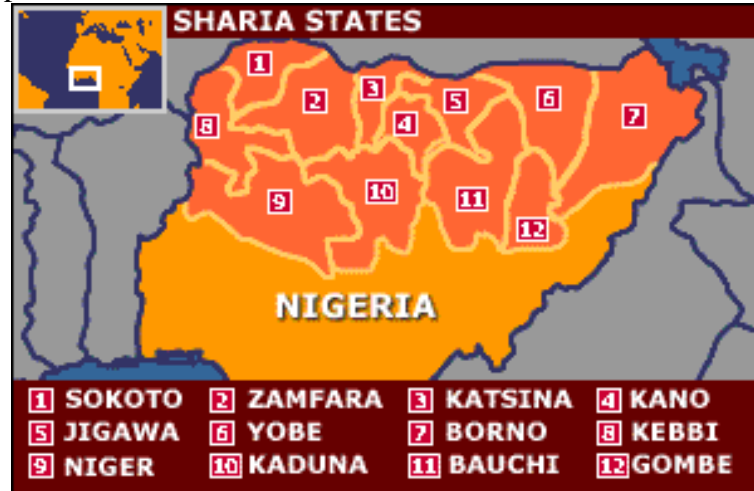 SHARIA STATES
1
2
3
4
5
6
7
8
9
10
11
12
NIGERIA
1 SOKOTO 2 ZAMFARA 3 KATSINA 4 KANO
5 JIGAWA 6 YOBE 7 BORNO 8 KEBBI
9 NIGER 10 KADUNA 11 BAUCHI 12 GOMBE